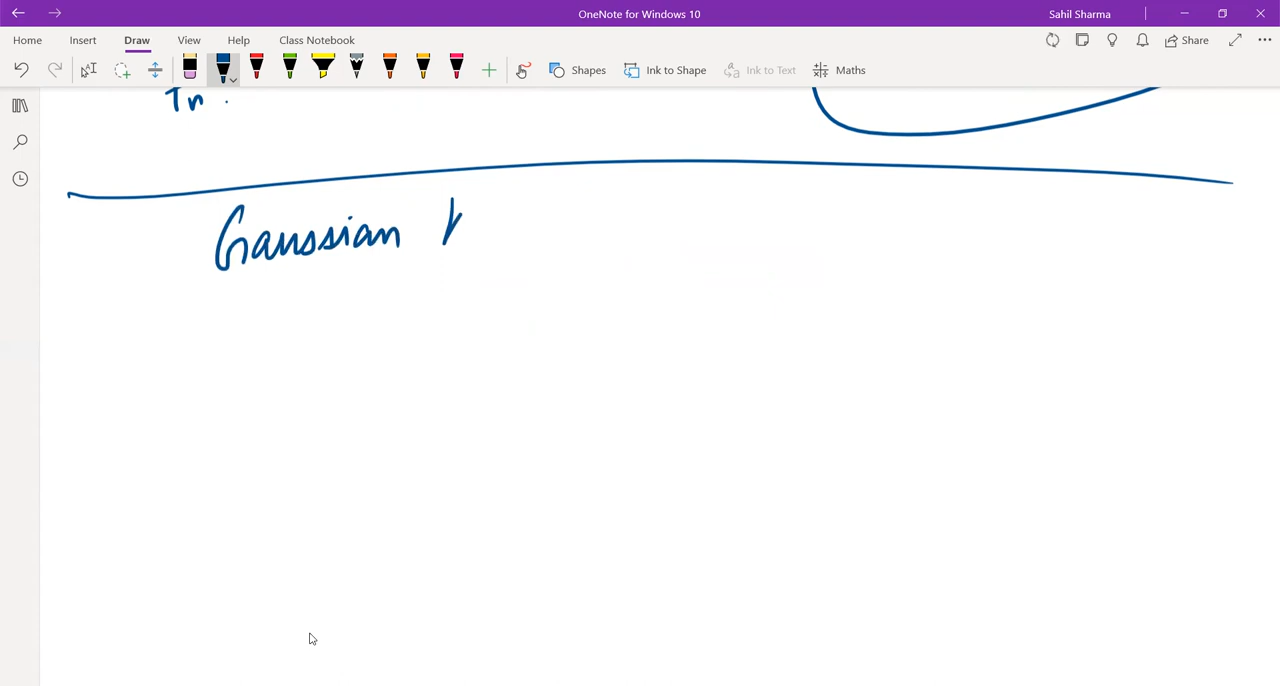 OneNote for Windows 10
Sahil Sharma
Home Insert Draw View Help Class Notebook
Share
Shapes Ink to Shape Ink to Text Maths
Tn.
Gaussian